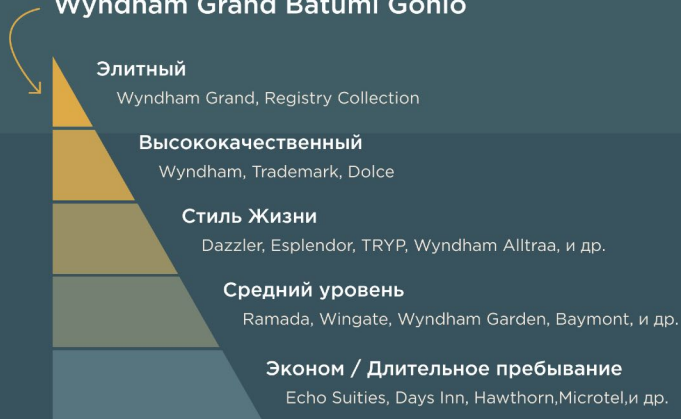 Wyndham Grand Batumi Gonio
Элитный
Wyndham Grand, Registry Collection
Высококачественный
Wyndham, Trademark, Dolce
Стиль Жизни
Dazzler, Esplendor, TRYP, Wyndham Alltraa, и др.
Средний уровень
Ramada, Wingate, Wyndham Garden, Baymont, и др.
Эконом / Длительное пребывание
Echo Suities, Days Inn, Hawthorn,Microtel,и др.